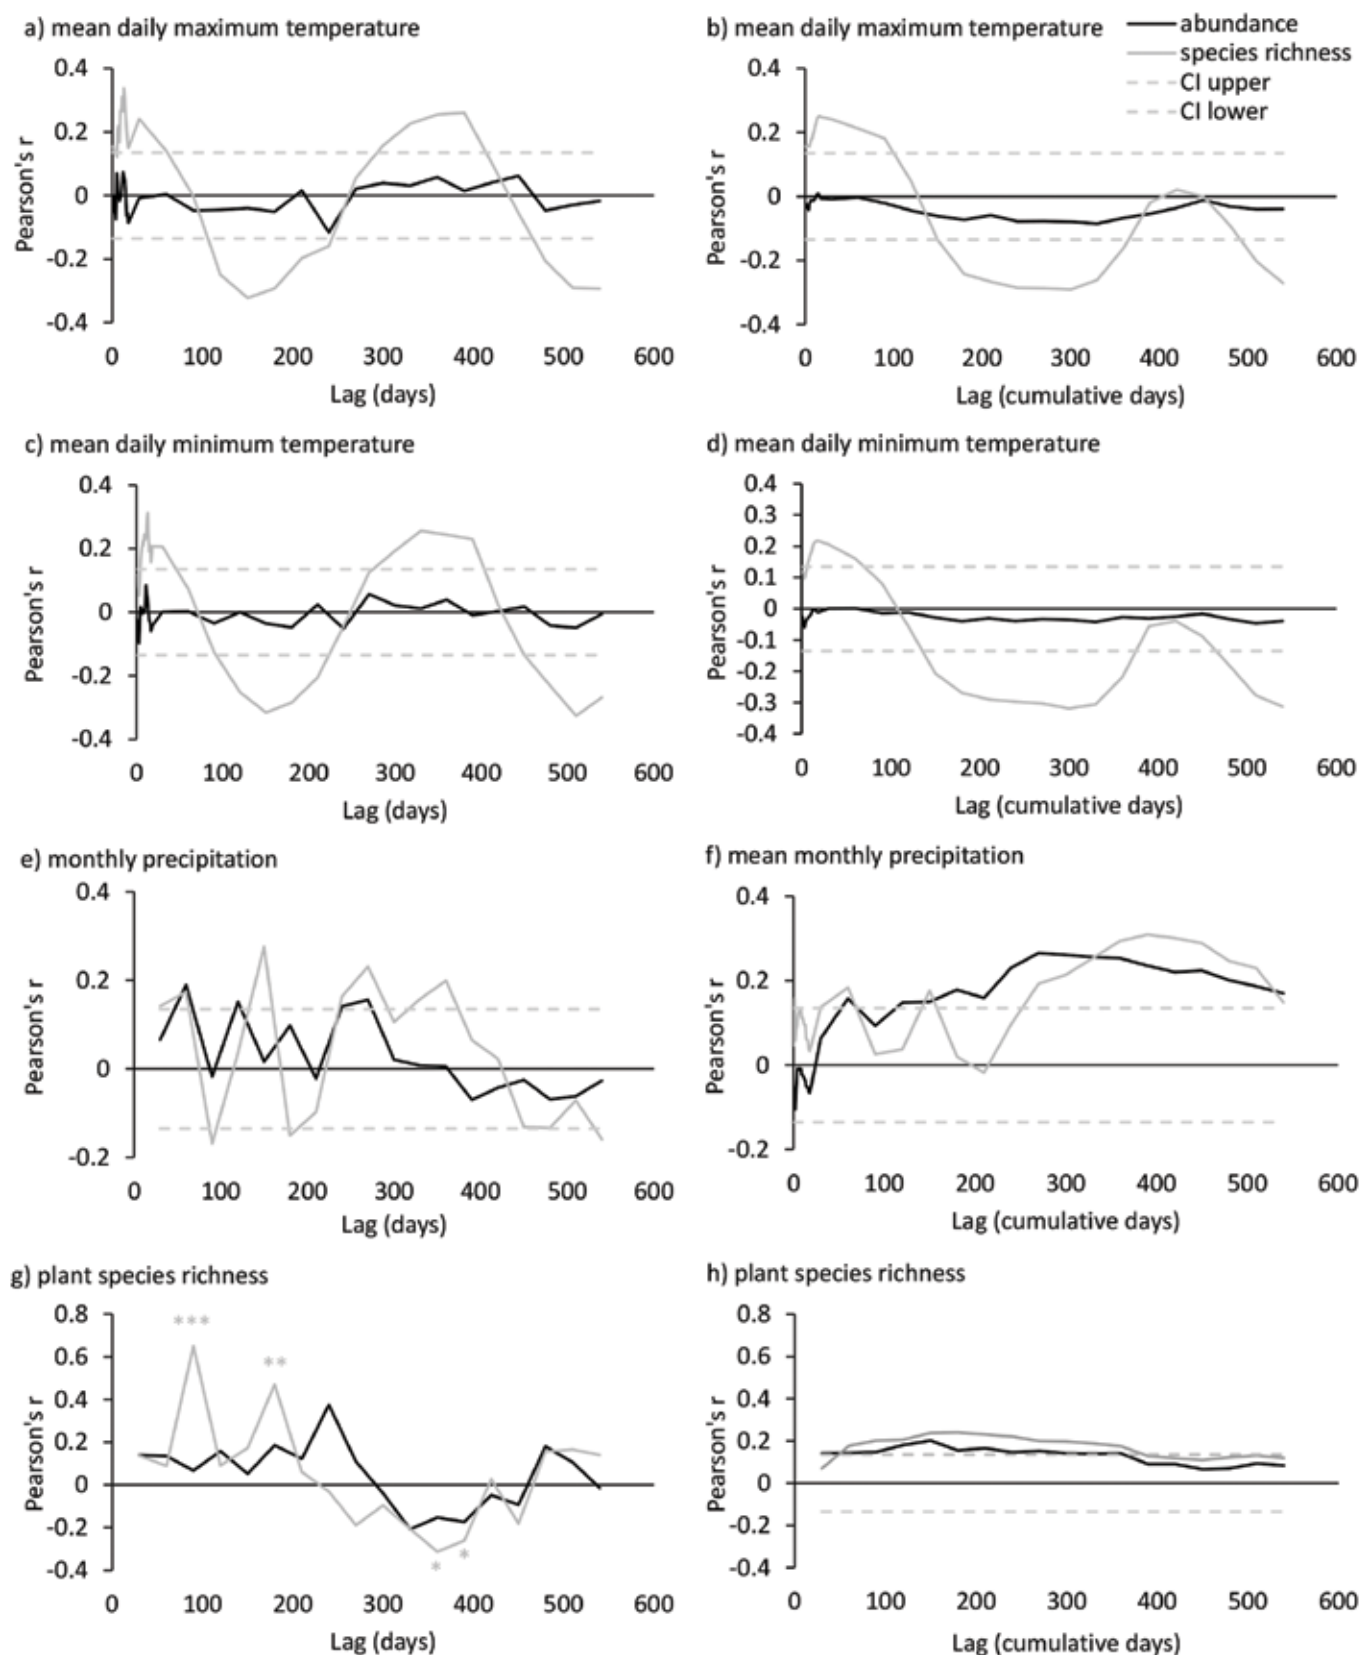 a) mean daily maximum temperature
0.4
0.2
0
-0.2
-0.4
Pearson's r
0 100 200 300 400 500 600
Lag (days)
b) mean daily maximum temperature
abundance
species richness
CI upper
CI lower
0.4
0.2
0
-0.2
-0.4
Pearson's r
0 100 200 300 400 500 600
Lag (cumulative days)
c) mean daily minimum temperature
0.4
0.2
0
-0.2
-0.4
Pearson's r
0 100 200 300 400 500 600
Lag (days)
d) mean daily minimum temperature
0.4
0.3
0.2
0.1
0
-0.1
-0.2
-0.3
-0.4
Pearson's r
0 100 200 300 400 500 600
Lag (cumulative days)
e) monthly precipitation
0.4
0.2
0
-0.2
Pearson's r
0 100 200 300 400 500 600
Lag (days)
f) mean monthly precipitation
0.4
0.2
0
-0.2
Pearson's r
0 100 200 300 400 500 600
Lag (cumulative days)
g) plant species richness
0.8
0.6
0.4
0.2
0
-0.2
-0.4
Pearson's r
***
**
*
*
0 100 200 300 400 500 600
Lag (days)
h) plant species richness
0.8
0.6
0.4
0.2
0
-0.2
-0.4
Pearson's r
0 100 200 300 400 500 600
Lag (cumulative days)